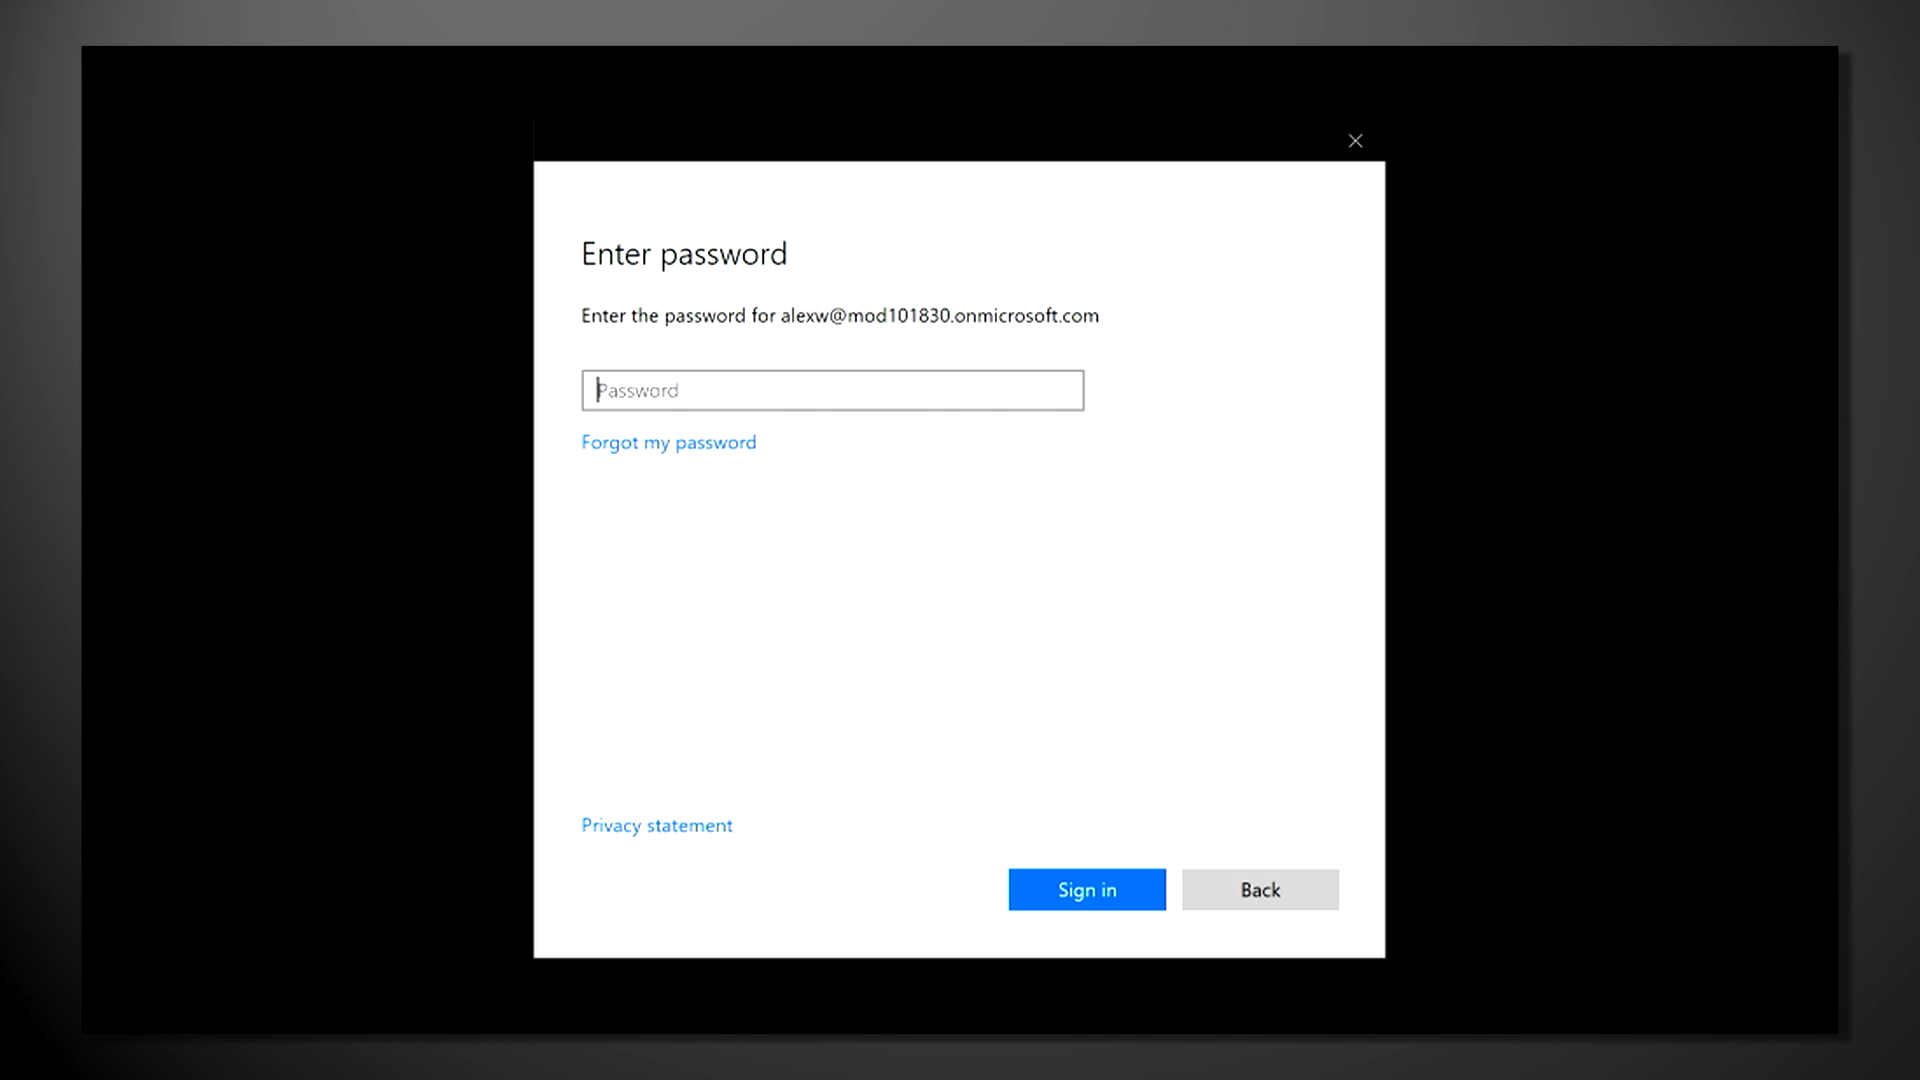 Enter password
Enter the password for alexw@mod101830.onmicrosoft.com
Password
Forgot my password
Privacy statement
Sign in
Back